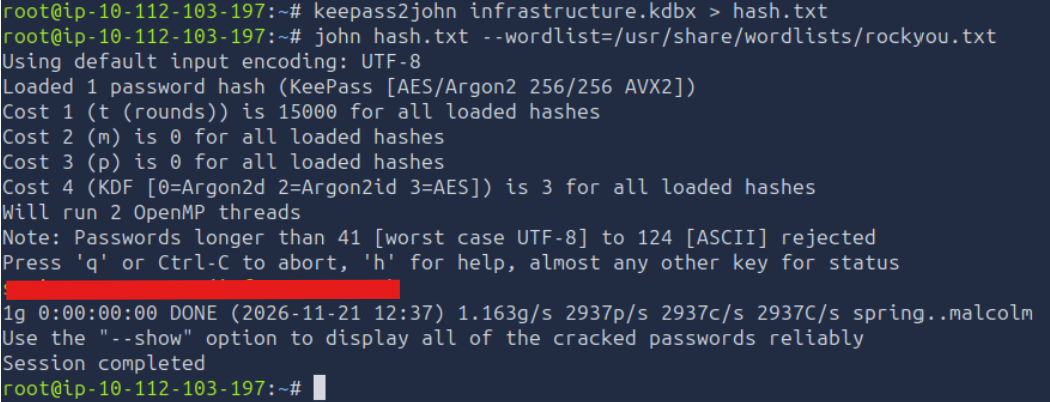 root@ip-10-112-103-197:~# keepass2john infrastructure.kdbx > hash.txt
root@ip-10-112-103-197:~# john hash.txt --wordlist=/usr/share/wordlists/rockyou.txt
Using default input encoding: UTF-8
Loaded 1 password hash (KeePass [AES/Argon2 256/256 AVX2])
Cost 1 (t (rounds)) is 15000 for all loaded hashes
Cost 2 (m) is 0 for all loaded hashes
Cost 3 (p) is 0 for all loaded hashes
Cost 4 (KDF [0=Argon2d 2=Argon2id 3=AES]) is 3 for all loaded hashes
Will run 2 OpenMP threads
Note: Passwords longer than 41 [worst case UTF-8] to 124 [ASCII] rejected
Press 'q' or Ctrl-C to abort, 'h' for help, almost any other key for status
1g 0:00:00:00 DONE (2026-11-21 12:37) 1.163g/s 2937p/s 2937c/s 2937C/s spring..malcolm
Use the "--show" option to display all of the cracked passwords reliably
Session completed
root@ip-10-112-103-197:~#